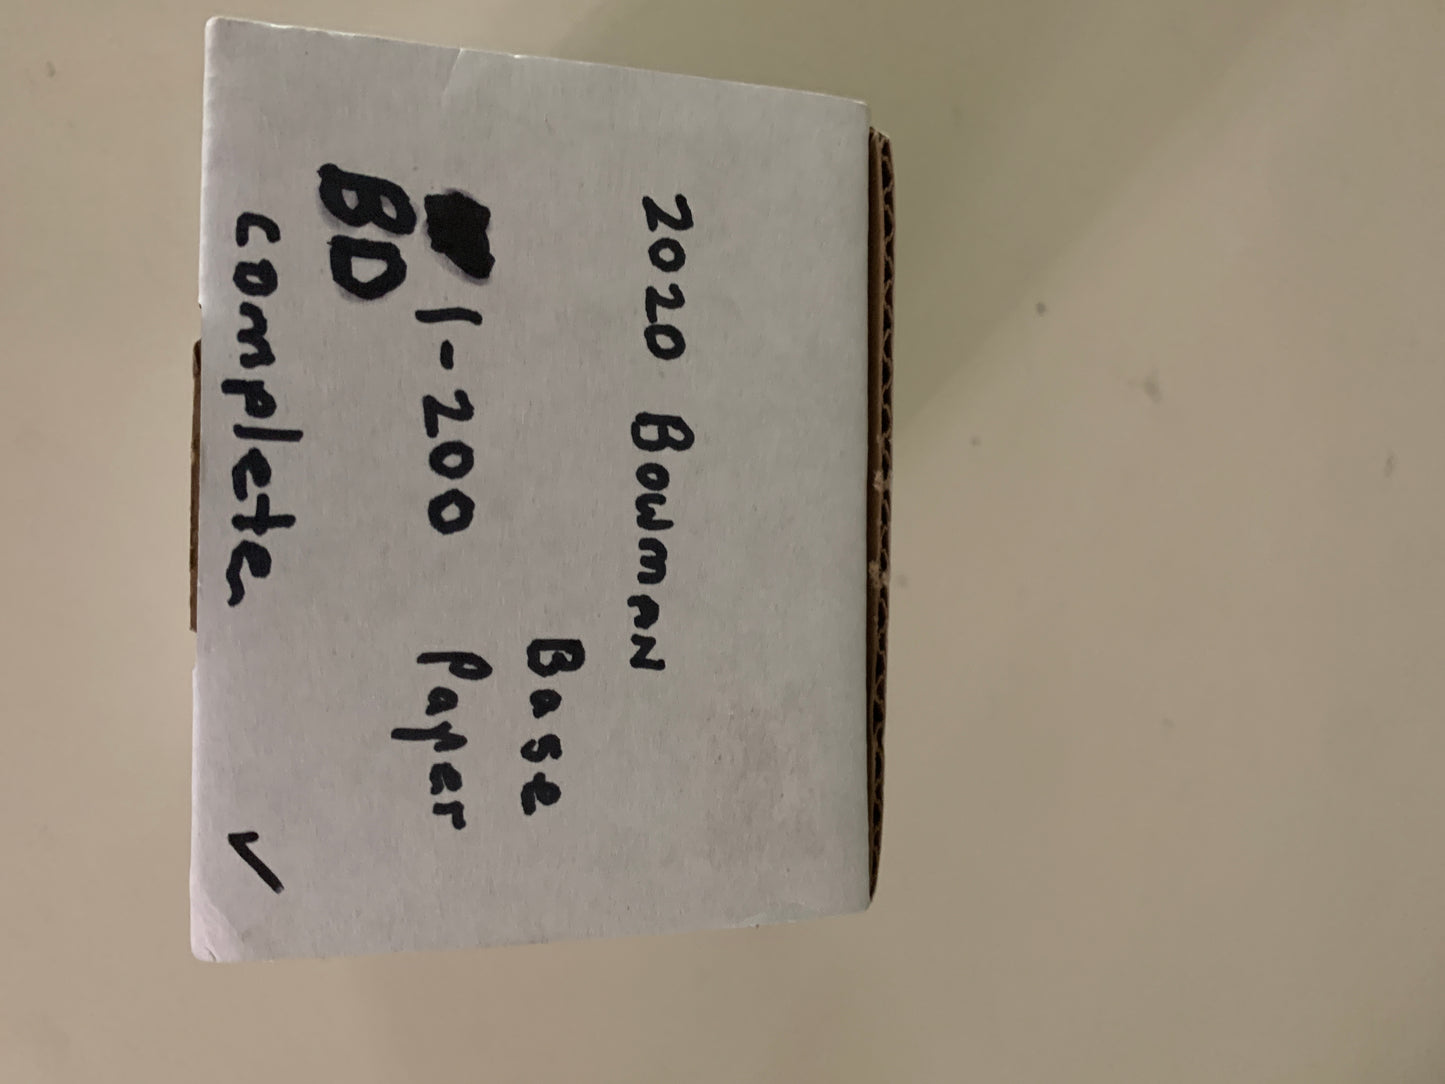 2020 Bowman
Base
1-200 Paper
BD
complete ✓